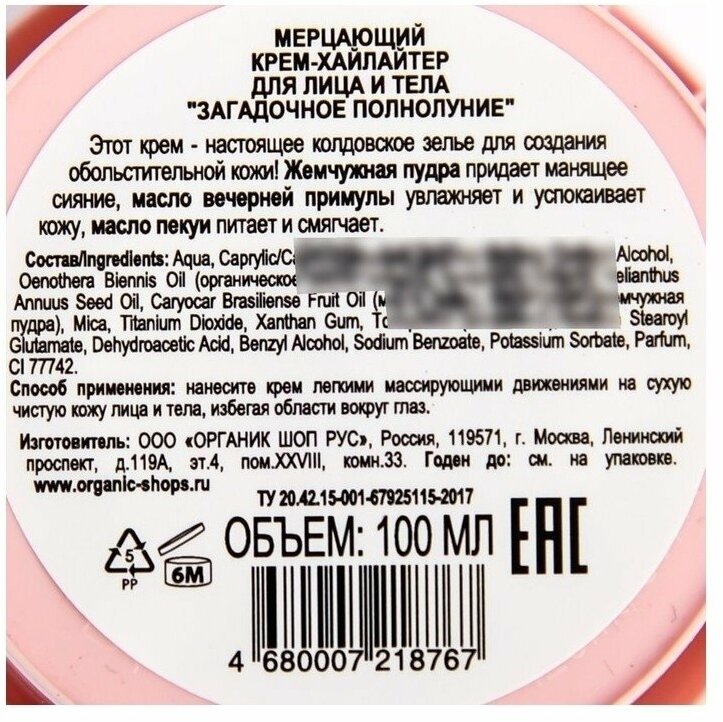 МЕРЦАЮЩИЙ
КРЕМ-ХАЙЛАЙТЕР
ДЛЯ ЛИЦА И ТЕЛА
"ЗАГАДОЧНОЕ ПОЛНОЛУНИЕ"
Этот крем - настоящее колдовское зелье для создания
обольстительной кожи! Жемчужная пудра придает манящее
сияние, масло вечерней примулы увлажняет и успокаивает
кожу, масло пекуи питает и смягчает.
Состав/Ingredients: Aqua, Alcohol,
Oenothera Biennis Oil
Annuus Seed Oil, Caryocar Brasiliense Fruit Oil
пудра), Mica, Titanium Dioxide, Xanthan Gum, Stearoyl
Glutamate, Dehydroacetic Acid, Benzyl Alcohol, Sodium Benzoate, Potassium Sorbate, Parfum,
CI 77742.
Способ применения: нанесите крем легкими массирующими движениями на сухую
чистую кожу лица и тела, избегая области вокруг глаз.
Изготовитель: ООО «ОРГАНИК ШОП РУС», Россия, 119571, г. Москва, Ленинский
проспект, д.119А, эт.4, пом.XXVIII, комн.33. Годен до: см. на упаковке.
www.organic-shops.ru
ТУ 20.42.15-001-67925115-2017
5
PP
6M
ОБЪЕМ: 100 МЛ
EAC
4 680007 218767